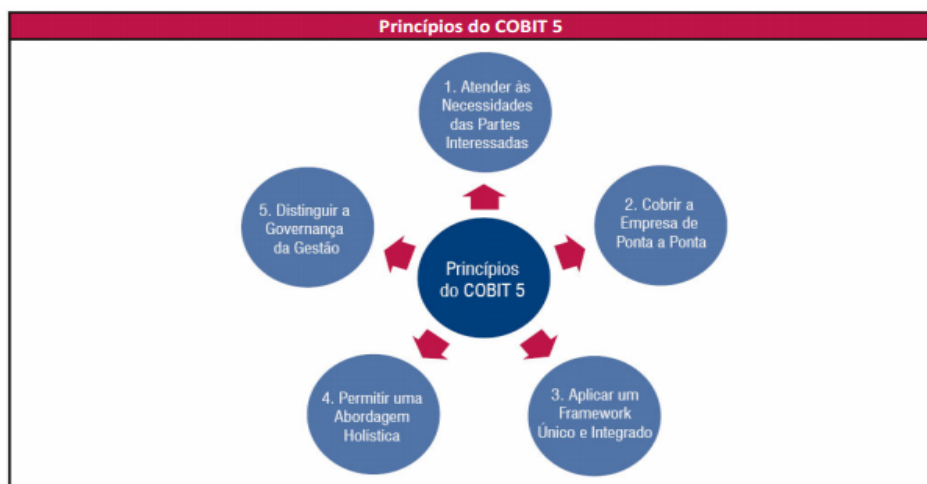 Princípios do COBIT 5
1. Atender às
Necessidades
das Partes
Interessadas
2. Cobrir a
Empresa de
Ponta a Ponta
3. Aplicar um
Framework
Único e Integrado
4. Permitir uma
Abordagem
Holística
5. Distinguir a
Governança
da Gestão
Princípios
do COBIT 5